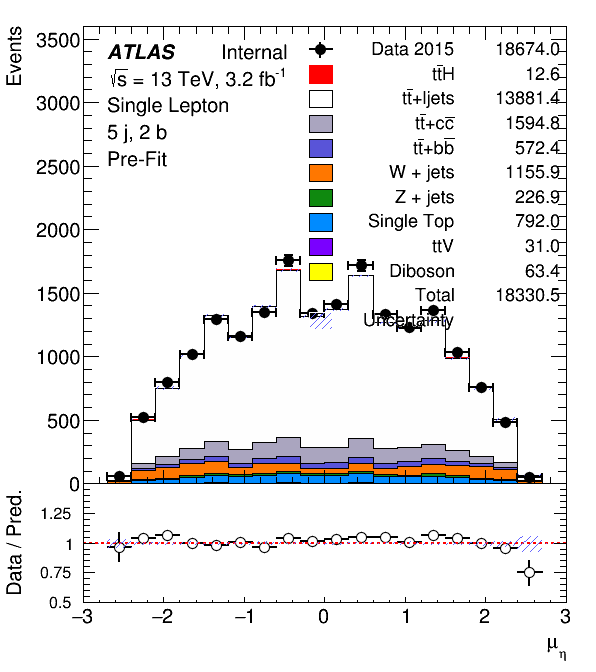 Events
3500
3000
2500
2000
1500
1000
500
0
ATLAS Internal
√s = 13 TeV, 3.2 fb⁻¹
Single Lepton
5 j, 2 b
Pre-Fit
Data 2015 18674.0
tt̄H 12.6
tt̄+ljets 13881.4
tt̄+cc̄ 1594.8
tt̄+bb̄ 572.4
W + jets 1155.9
Z + jets 226.9
Single Top 792.0
ttV 31.0
Diboson 63.4
Total 18330.5
Uncertainty
Data / Pred.
1.25
1
0.75
0.5
−3 −2 −1 0 1 2 3
μ_η